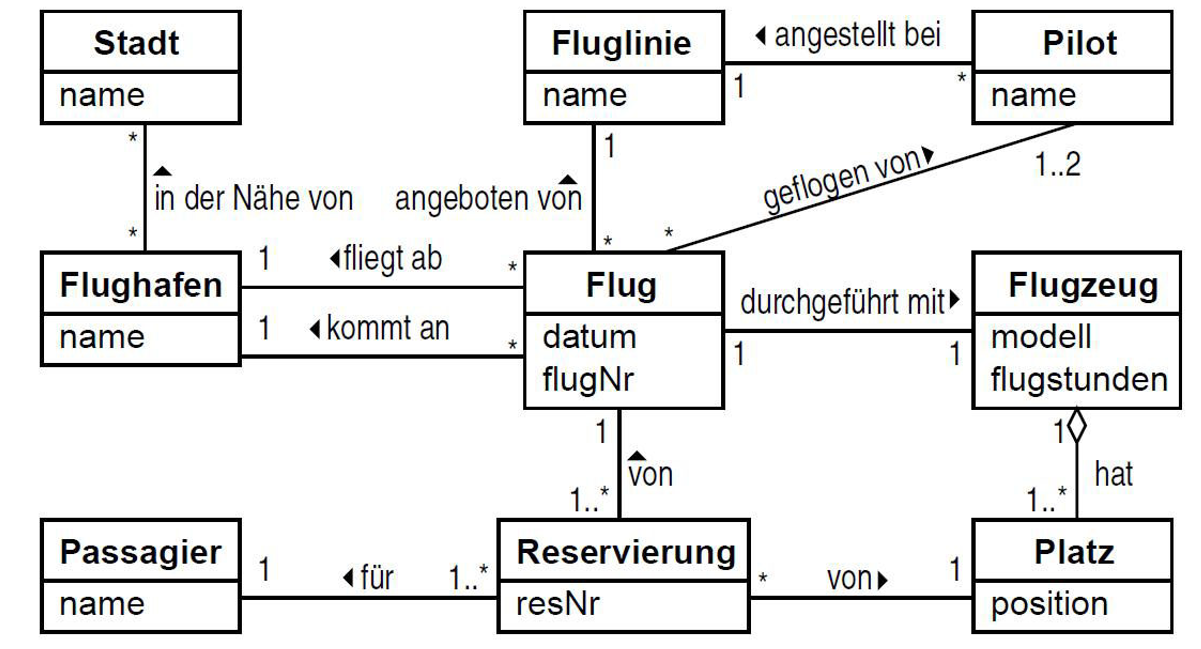 Stadt
name
Fluglinie
name
angestellt bei
1
*
Pilot
name
*
in der Nähe von
*
1
angeboten von
*
geflogen von
1..2
*
Flughafen
name
1
fliegt ab
*
1
kommt an
*
Flug
datum
flugNr
durchgeführt mit
1
1
Flugzeug
modell
flugstunden
1
von
1..*
1
hat
1..*
Passagier
name
1
für
1..*
Reservierung
resNr
*
von
1
Platz
position